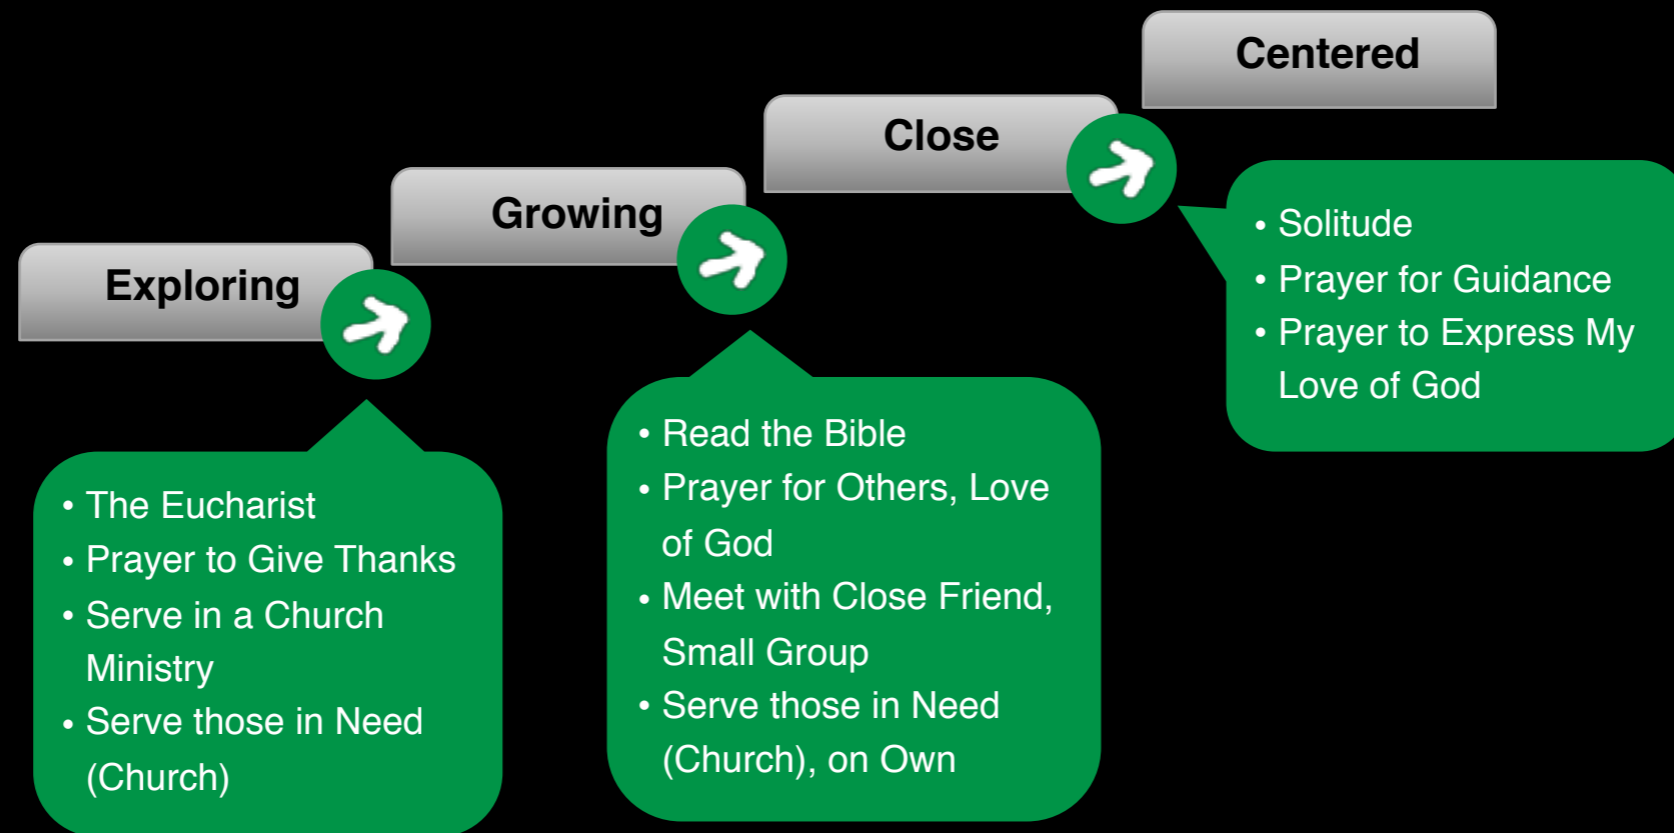 Centered
Close
Growing
Exploring
• Solitude
• Prayer for Guidance
• Prayer to Express My
Love of God
• Read the Bible
• Prayer for Others, Love
of God
• Meet with Close Friend,
Small Group
• Serve those in Need
(Church), on Own
• The Eucharist
• Prayer to Give Thanks
• Serve in a Church
Ministry
• Serve those in Need
(Church)